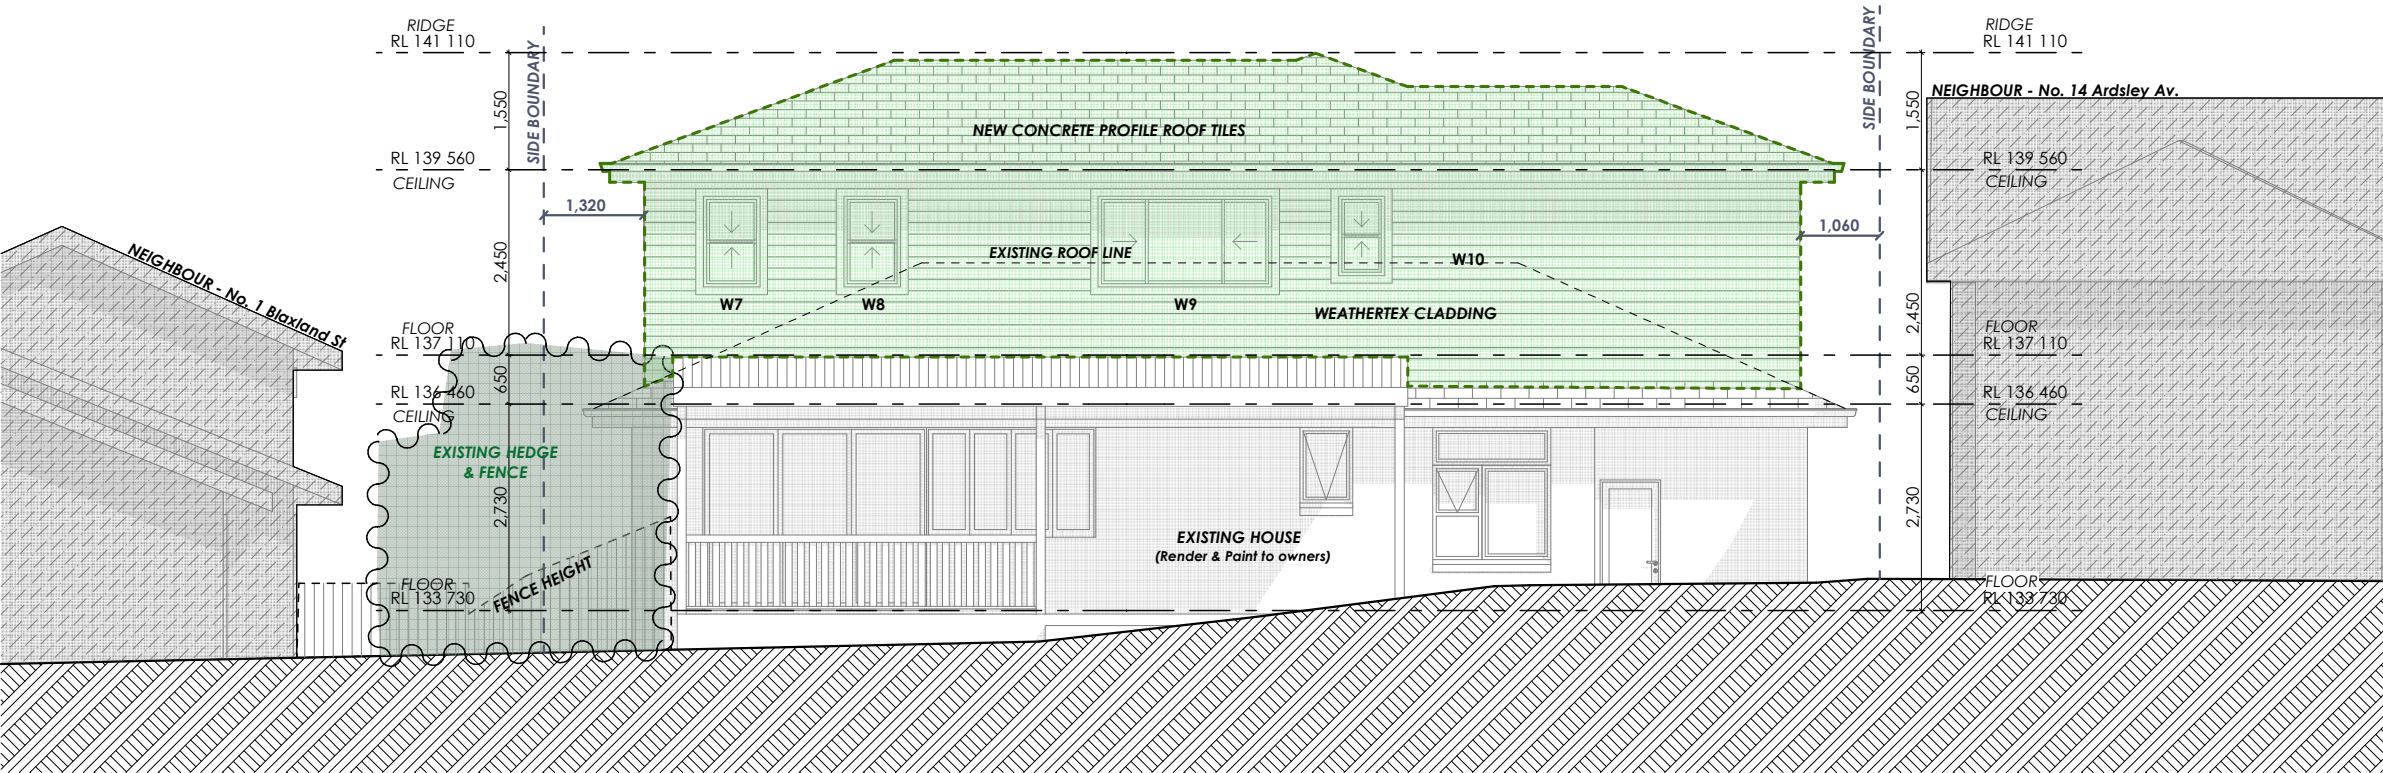 RIDGE
RL 141 110
SIDE BOUNDARY
1,550
RL 139 560
CEILING
1,320
2,450
NEIGHBOUR - No. 1 Blaxland St
FLOOR
RL 137 110
650
RL 136 460
CEILING
EXISTING HEDGE
& FENCE
2,730
FENCE HEIGHT
FLOOR
RL 133 730
NEW CONCRETE PROFILE ROOF TILES
EXISTING ROOF LINE
W10
W7
W8
W9
WEATHERTEX CLADDING
EXISTING HOUSE
(Render & Paint to owners)
SIDE BOUNDARY
RIDGE
RL 141 110
NEIGHBOUR - No. 14 Ardsley Av.
1,550
RL 139 560
CEILING
1,060
2,450
FLOOR
RL 137 110
650
RL 136 460
CEILING
2,730
FLOOR
RL 133 730